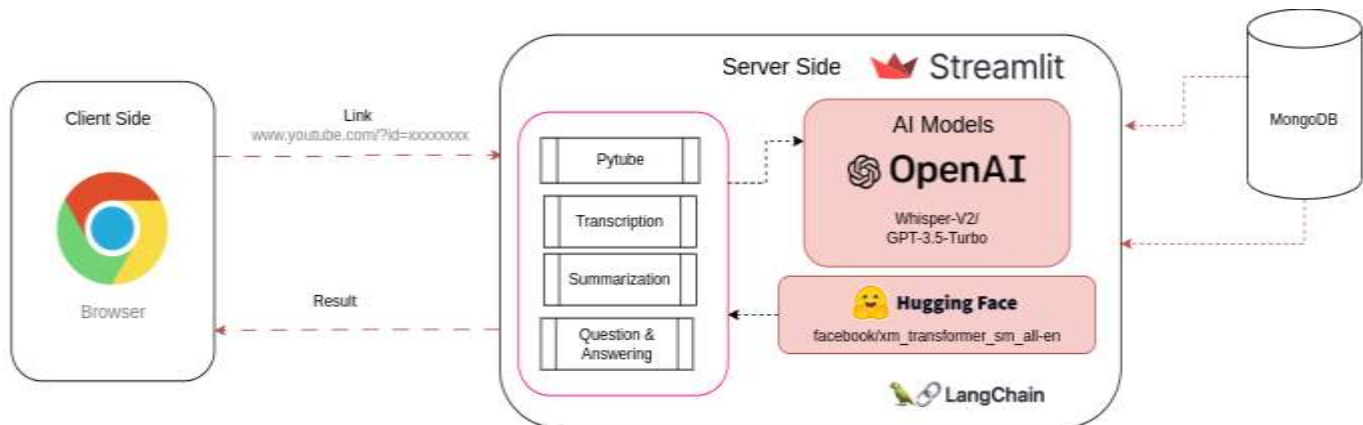 Client Side
Browser
Link
www.youtube.com/?id=xxxxxxxx
Result
Server Side
Streamlit
Pytube
Transcription
Summarization
Question &
Answering
AI Models
OpenAI
Whisper-V2/
GPT-3.5-Turbo
Hugging Face
facebook/xm_transformer_sm_all-en
LangChain
MongoDB